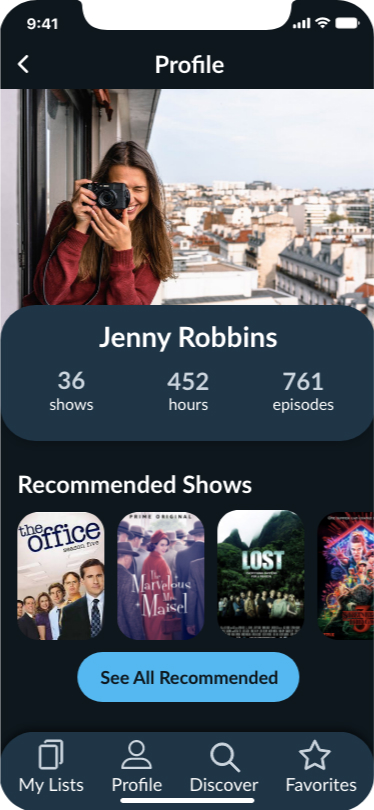 9:41
Profile
Jenny Robbins
36 452 761
shows hours episodes
Recommended Shows
the office
season five
PRIME ORIGINAL
The
Marvelous
Mrs.
Maisel
LOST
3
See All Recommended
My Lists Profile Discover Favorites